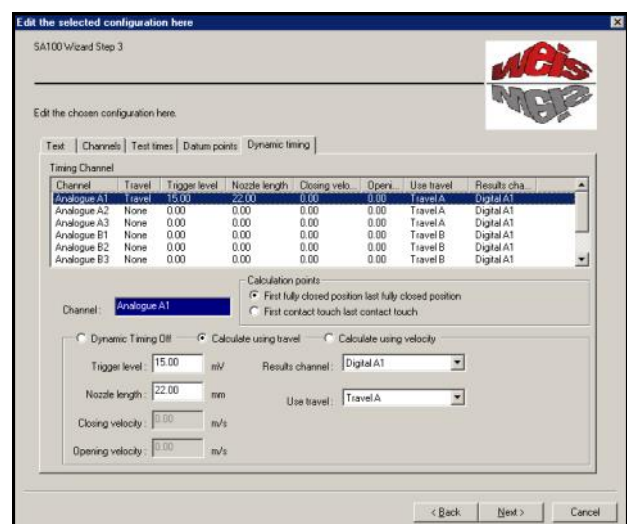 Edit the selected configuration here
SA100 Wizard Step 3
weis
Edit the chosen configuration here.
Text Channels Test times Datum points Dynamic timing
Timing Channel
Channel Travel Trigger level Nozzle length Closing velo... Openi... Use travel Results cha...
Analogue A1 Travel 15.00 22.00 0.00 0.00 Travel A Digital A1
Analogue A2 None 0.00 0.00 0.00 0.00 Travel A Digital A1
Analogue A3 None 0.00 0.00 0.00 0.00 Travel A Digital A1
Analogue B1 None 0.00 0.00 0.00 0.00 Travel B Digital A1
Analogue B2 None 0.00 0.00 0.00 0.00 Travel B Digital A1
Analogue B3 None 0.00 0.00 0.00 0.00 Travel B Digital A1
Calculation points
Channel: Analogue A1
First fully closed position last fully closed position
First contact touch last contact touch
Dynamic Timing Off Calculate using travel Calculate using velocity
Trigger level: 15.00 mV Results channel: Digital A1
Nozzle length: 22.00 mm Use travel: Travel A
Closing velocity: 0.00 m/s
Opening velocity: 0.00 m/s
< Back Next > Cancel